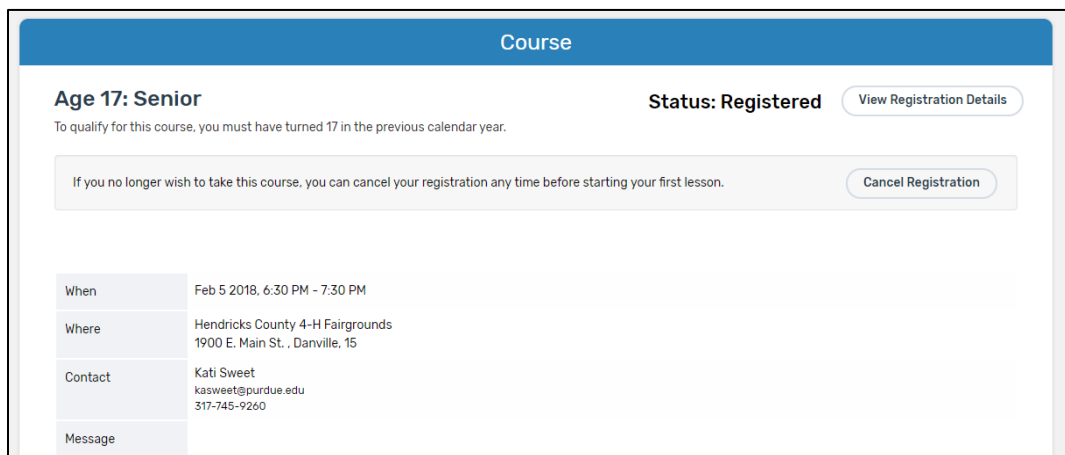 Course
Age 17: Senior
Status: Registered
View Registration Details
To qualify for this course, you must have turned 17 in the previous calendar year.
If you no longer wish to take this course, you can cancel your registration any time before starting your first lesson.
Cancel Registration
When
Feb 5 2018, 6:30 PM - 7:30 PM
Where
Hendricks County 4-H Fairgrounds
1900 E. Main St. , Danville, 15
Contact
Kati Sweet
kasweet@purdue.edu
317-745-9260
Message